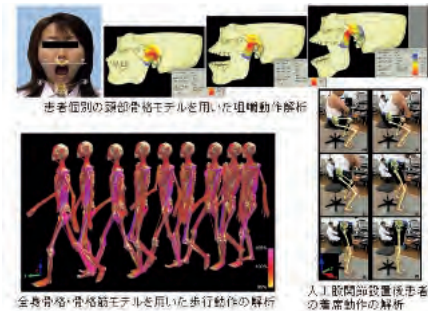 患者個別の頭部骨格モデルを用いた咀嚼動作解析
全身骨格・骨格筋モデルを用いた歩行動作の解析
人工股関節設置後患者
の着席動作の解析